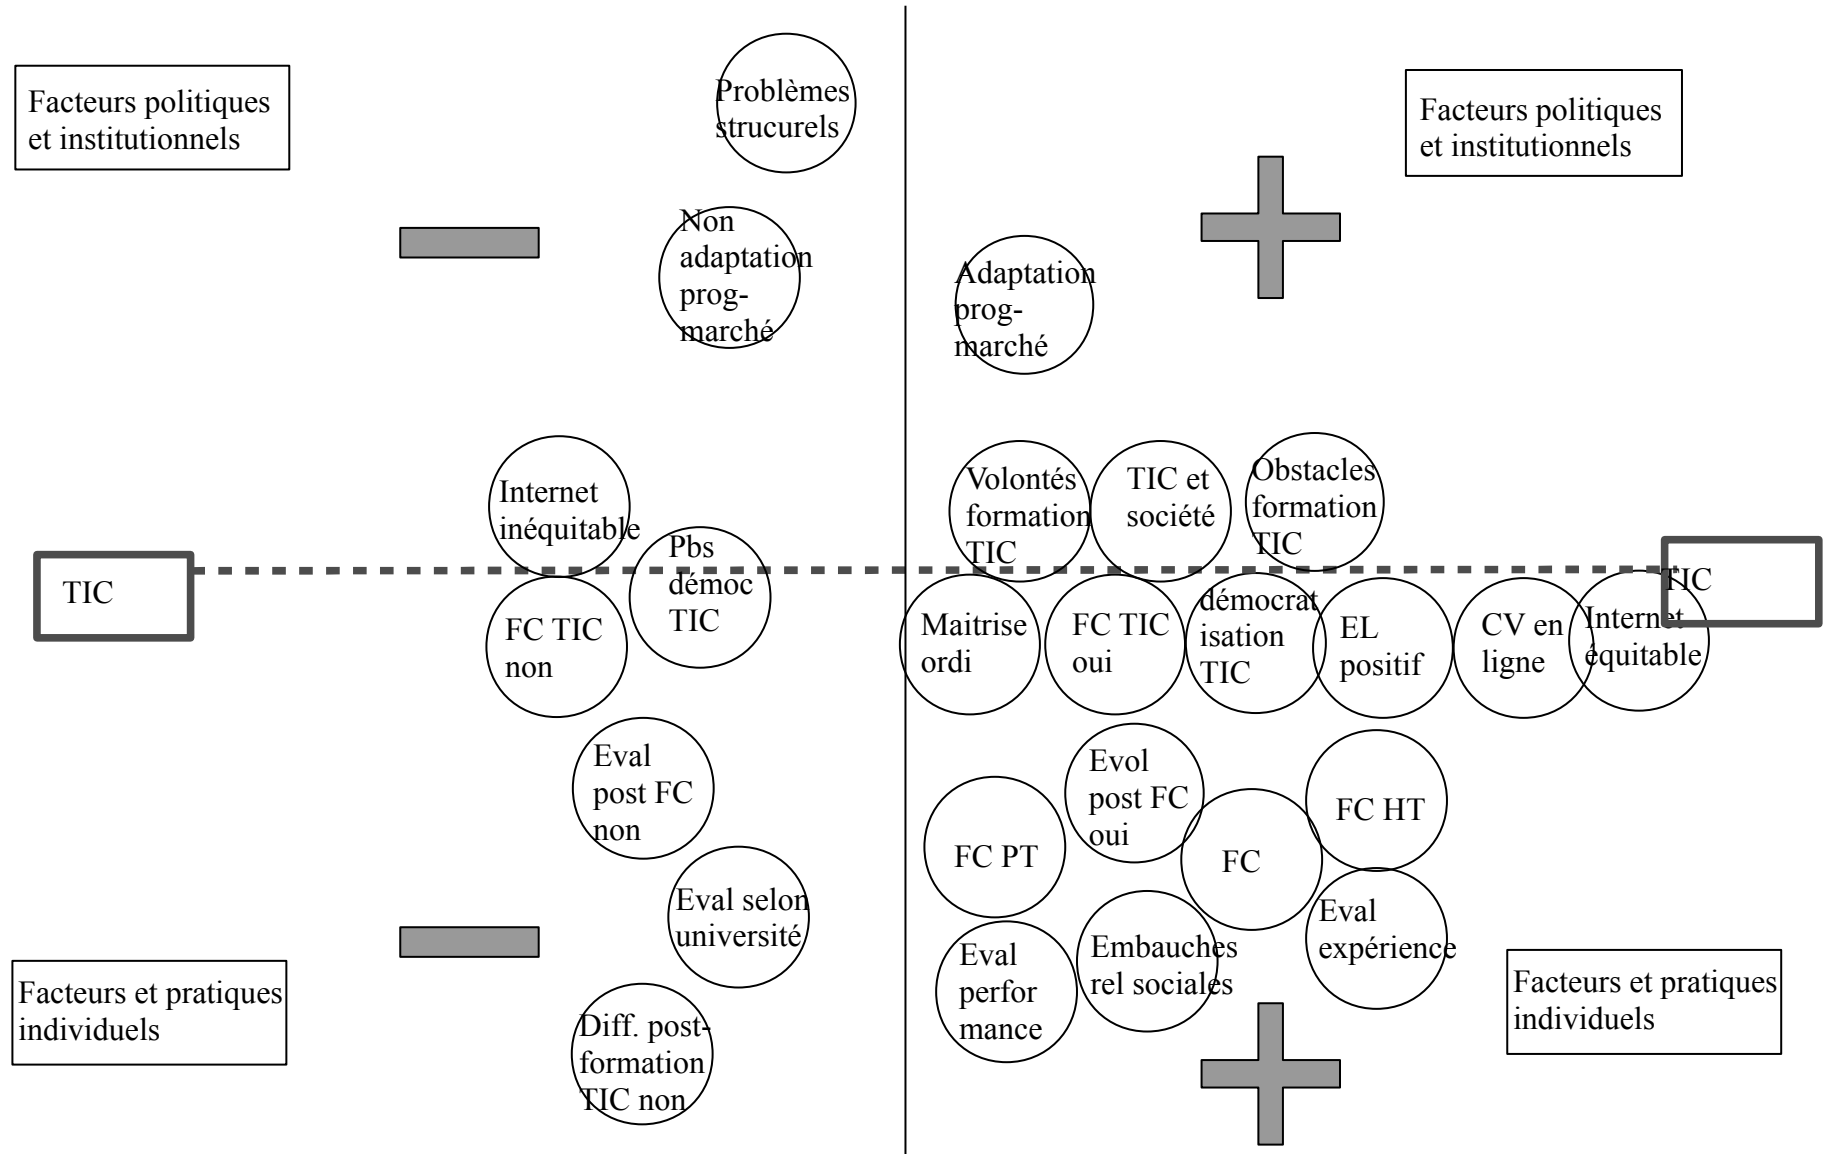 Facteurs politiques
et institutionnels
Problèmes
strucurels
Facteurs politiques
et institutionnels
Non
adaptation
prog-
marché
Adaptation
prog-
marché
Internet
inéquitable
Volontés
formation
TIC
TIC et
société
Obstacles
formation
TIC
TIC
Pbs
démoc
TIC
TIC
FC TIC
non
Maitrise
ordi
FC TIC
oui
démocrat
isation
TIC
EL
positif
CV en
ligne
Internet
équitable
Eval
post FC
non
Evol
post FC
oui
FC PT
FC
FC HT
Eval selon
université
Eval
expérience
Eval
perfor
mance
Embauches
rel sociales
Facteurs et pratiques
individuels
Facteurs et pratiques
individuels
Diff. post-
formation
TIC non